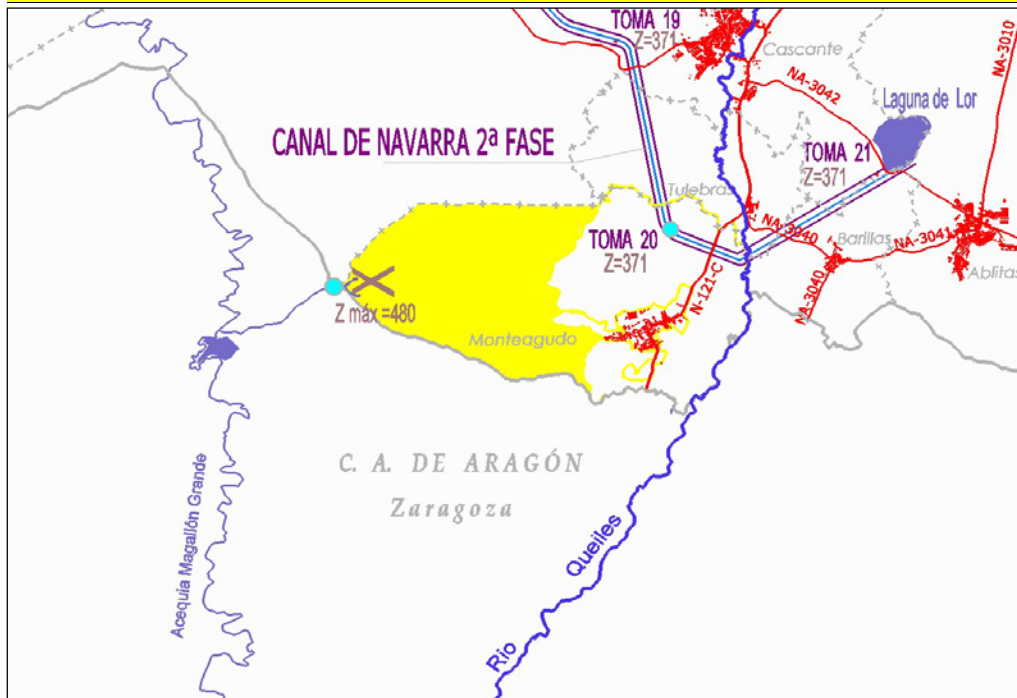 TOMA 19
Z=371
Cascante
NA-3010
NA-3042
Laguna de Lor
CANAL DE NAVARRA 2ª FASE
TOMA 21
Z=371
Tulebras
TOMA 20
Z=371
NA-3040
Barillas
NA-3041
Ablitas
N-121-C
NA-3040
Z máx =480
Monteagudo
C. A. DE ARAGÓN
Zaragoza
Acequia Magallón Grande
Rio Queiles